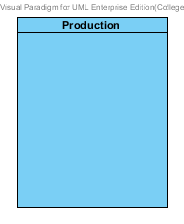 Visual Paradigm for UML Enterprise Edition(College
Production